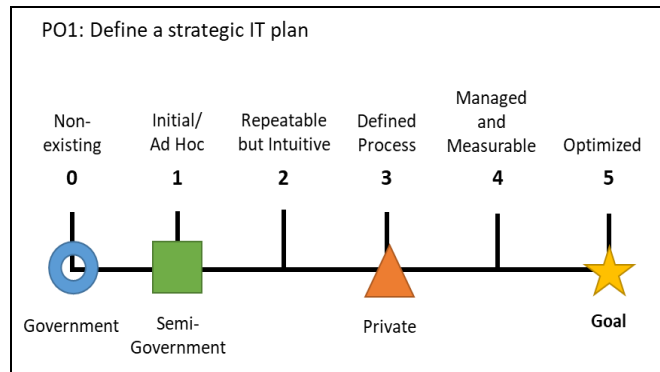 PO1: Define a strategic IT plan
Non-
existing
0
Initial/
Ad Hoc
1
Repeatable
but Intuitive
2
Defined
Process
3
Managed
and
Measurable
4
Optimized
5
Government
Semi-
Government
Private
Goal